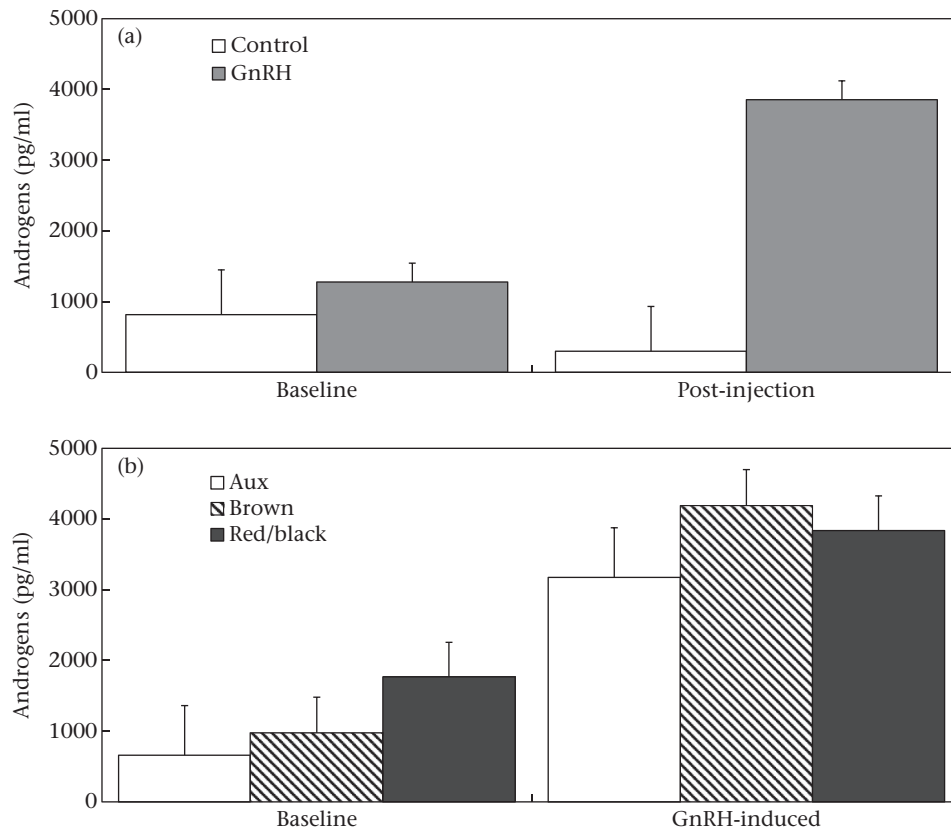 (a)
Control
GnRH
Androgens (pg/ml)
5000
4000
3000
2000
1000
0
Baseline
Post-injection
(b)
Aux
Brown
Red/black
Androgens (pg/ml)
5000
4000
3000
2000
1000
0
Baseline
GnRH-induced